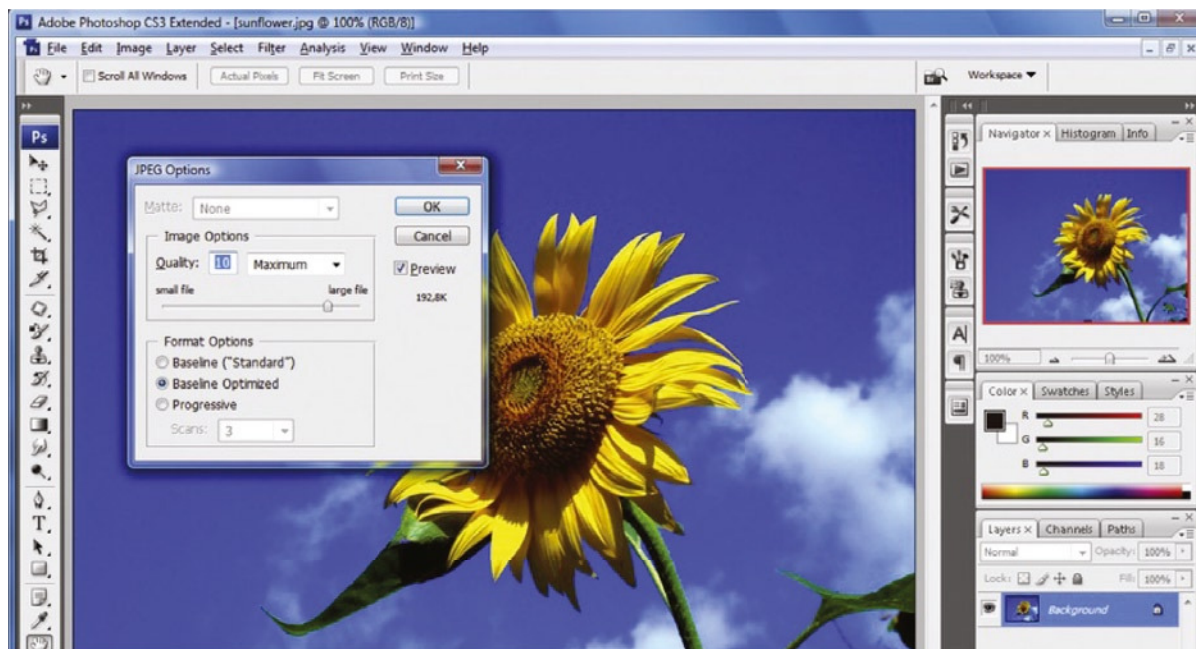 Adobe Photoshop CS3 Extended - [sunflower.jpg @ 100% (RGB/8)]
File Edit Image Layer Select Filter Analysis View Window Help
Scroll All Windows Actual Pixels Fit Screen Print Size Workspace
Ps
JPEG Options
Matte: None
OK
Image Options
Cancel
Quality: 10 Maximum
Preview
small file large file
192,8K
Format Options
Baseline ("Standard")
Baseline Optimized
Progressive
Scans: 3
Navigator Histogram Info
100%
Color Swatches Styles
R 28
G 16
B 18
Layers Channels Paths
Normal Opacity: 100%
Lock: Fill: 100%
Background